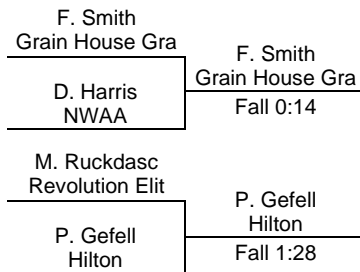 F. Smith
Grain House Gra
D. Harris
NWAA
F. Smith
Grain House Gra
Fall 0:14
M. Ruckdasc
Revolution Elit
P. Gefell
Hilton
P. Gefell
Hilton
Fall 1:28